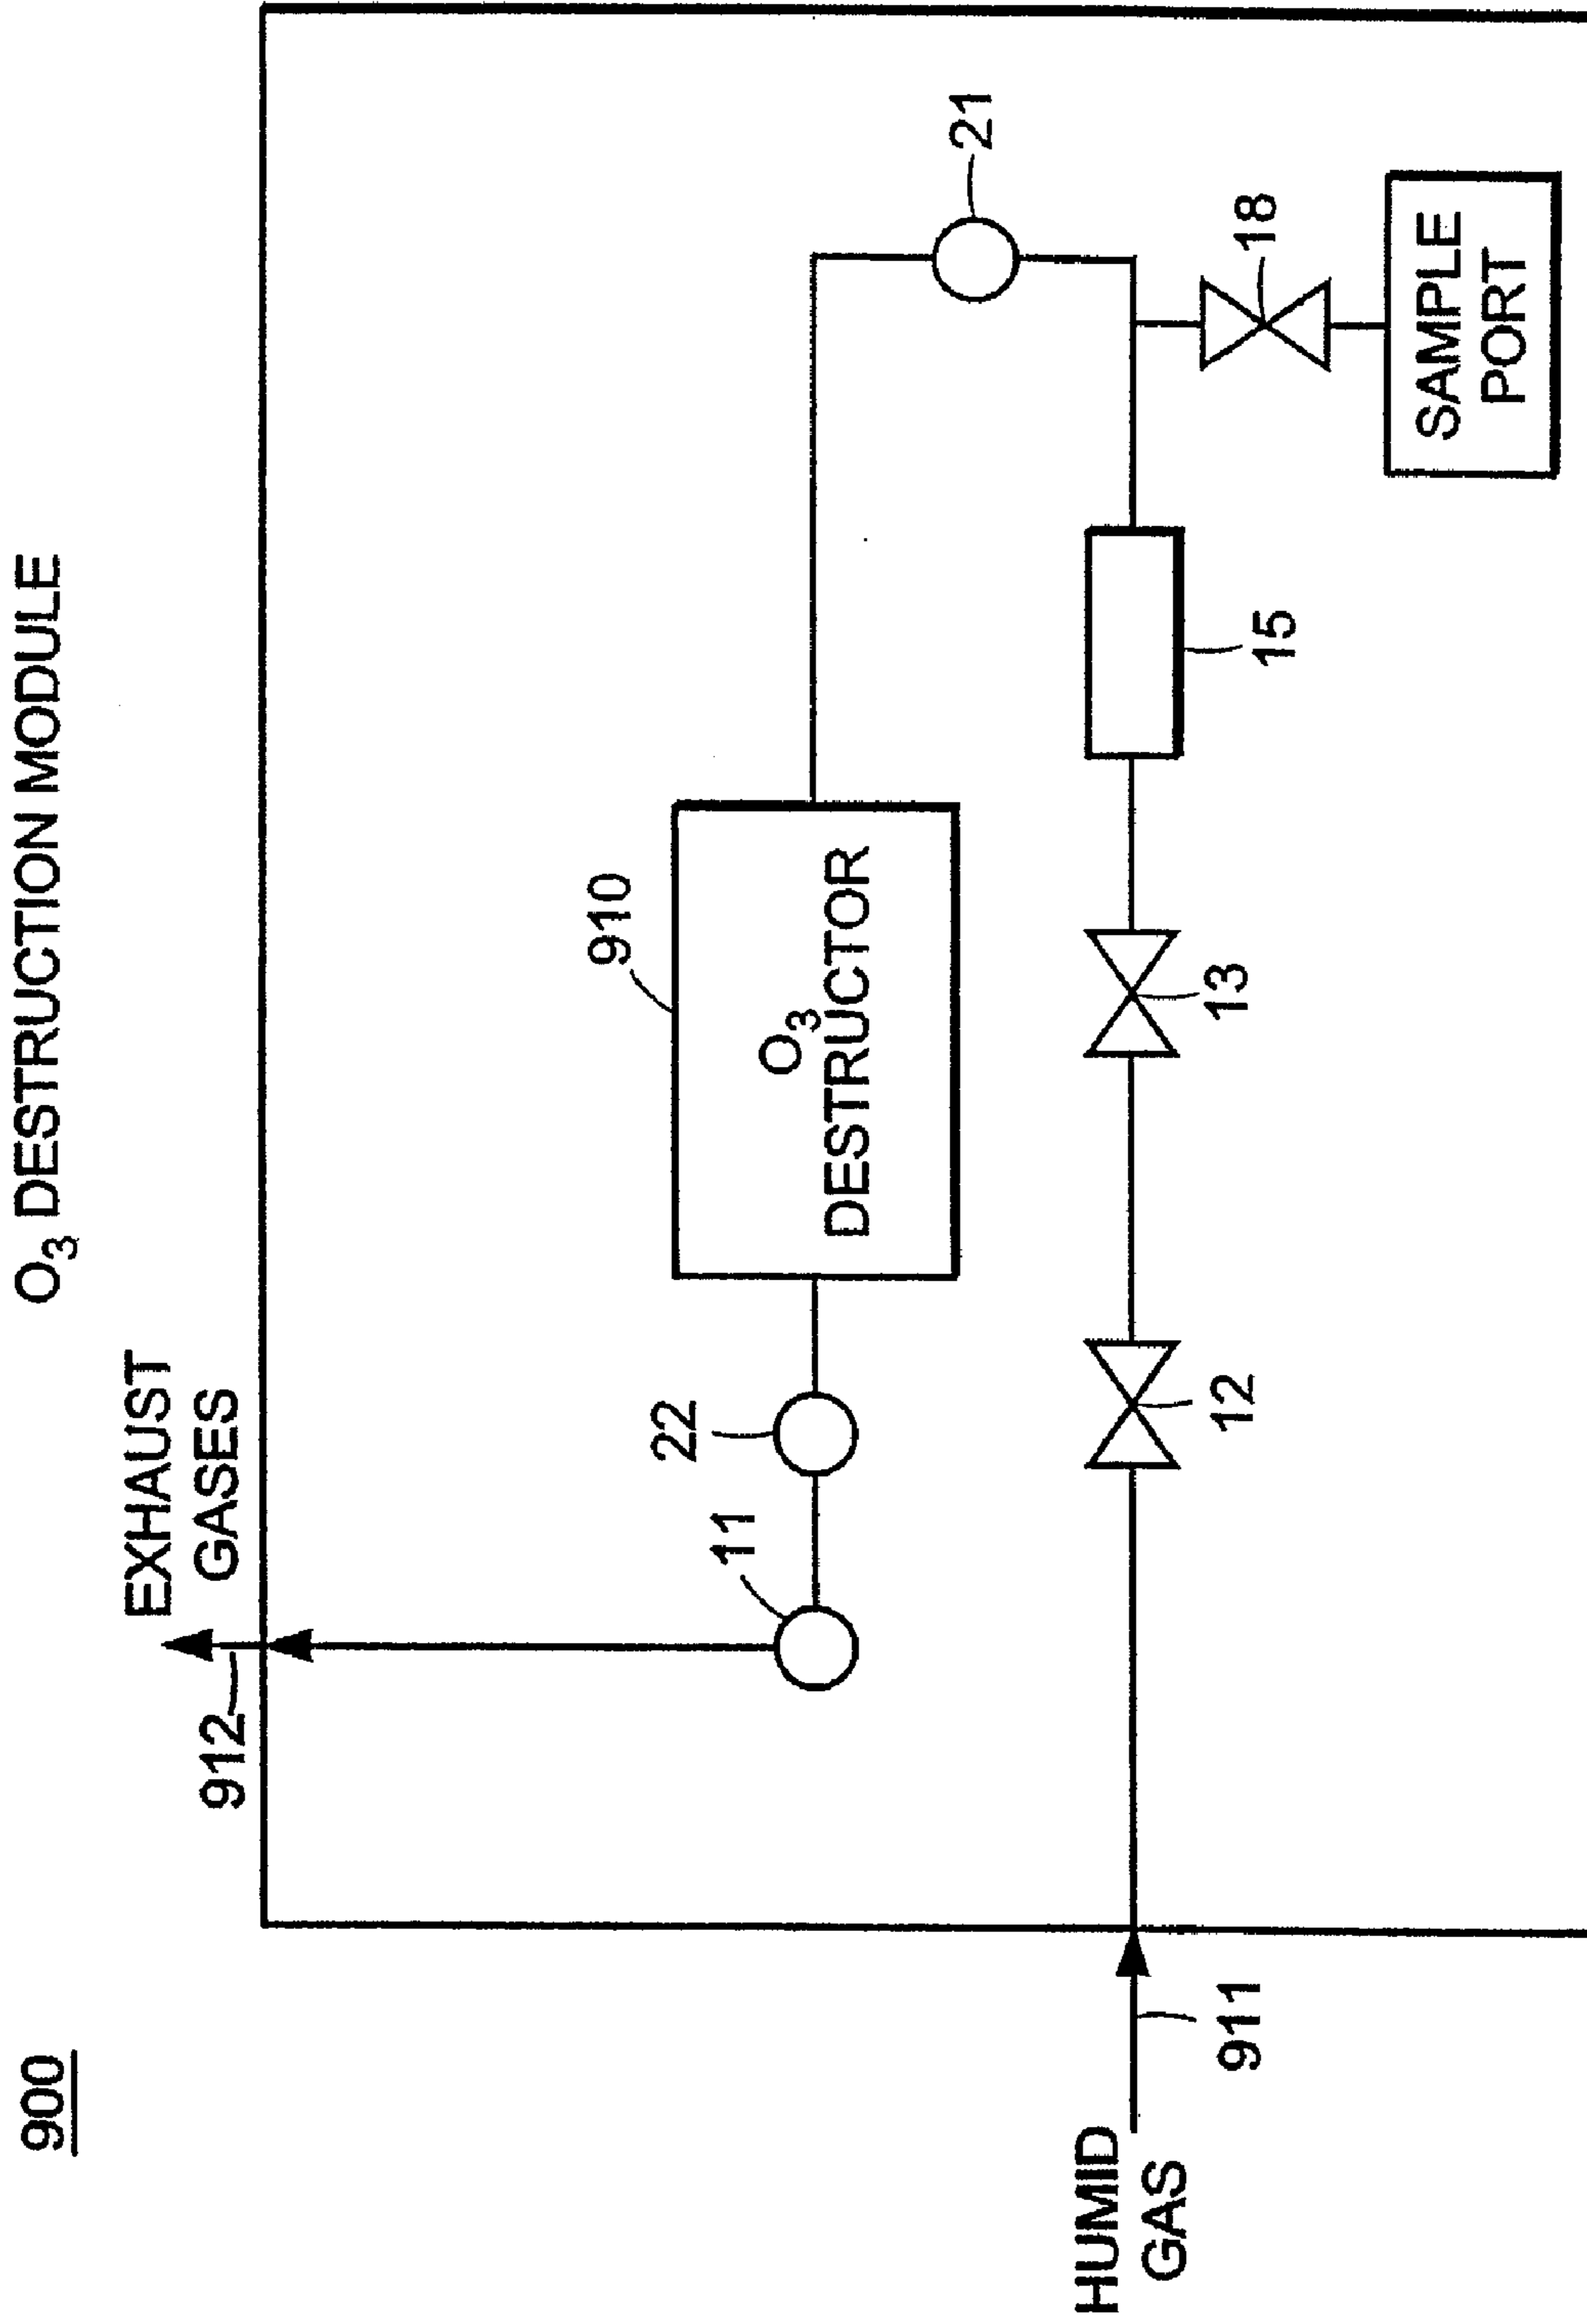 900
O₃ DESTRUCTION MODULE
EXHAUST
GASES
912
910
22
11
O₃
DESTRUCTOR
21
HUMID
GAS
911
12
13
15
18
SAMPLE
PORT